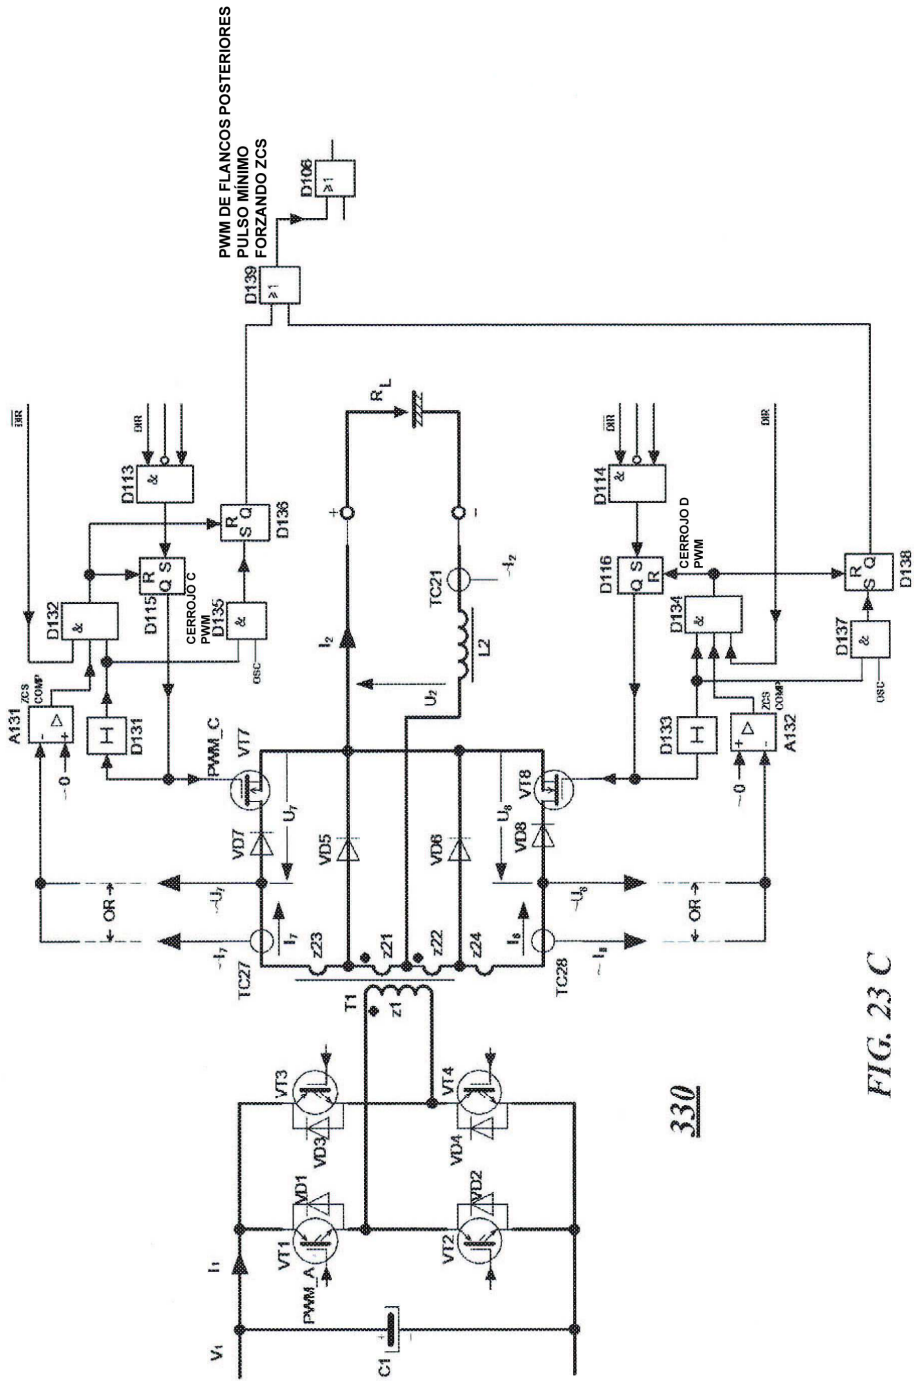 PWM DE FLANCOS POSTERIORES
PULSO MÍNIMO
FORZANDO ZCS
D106
≥1
D139
≥1
DIR
DIR
D113
&
D136
R
S Q
D132
&
D115
R
Q S
CERROJO C
PWM
D135
&
OSC
A131
ZCS
COMP
- +
~0
D131
PWM_C
VT7
VD7
U7
~U7
OR
~I7
I7
TC27
VD5
I2
+
RL
-
TC21
~I2
L2
U2
VD6
U8
VD8
VT8
~U8
OR
~I8
I8
TC28
z23
z21
z22
z24
T1
z1
DIR
D114
&
D116
Q S
R
CERROJO D
PWM
D134
&
DIR
D138
R
S Q
D137
&
OSC
D133
ZCS
COMP
A132
+ -
~0
VT3
VD3
VT4
VD4
VT1
VD1
PWM_A
VT2
VD2
I1
V1
C1
+
-
330
FIG. 23 C